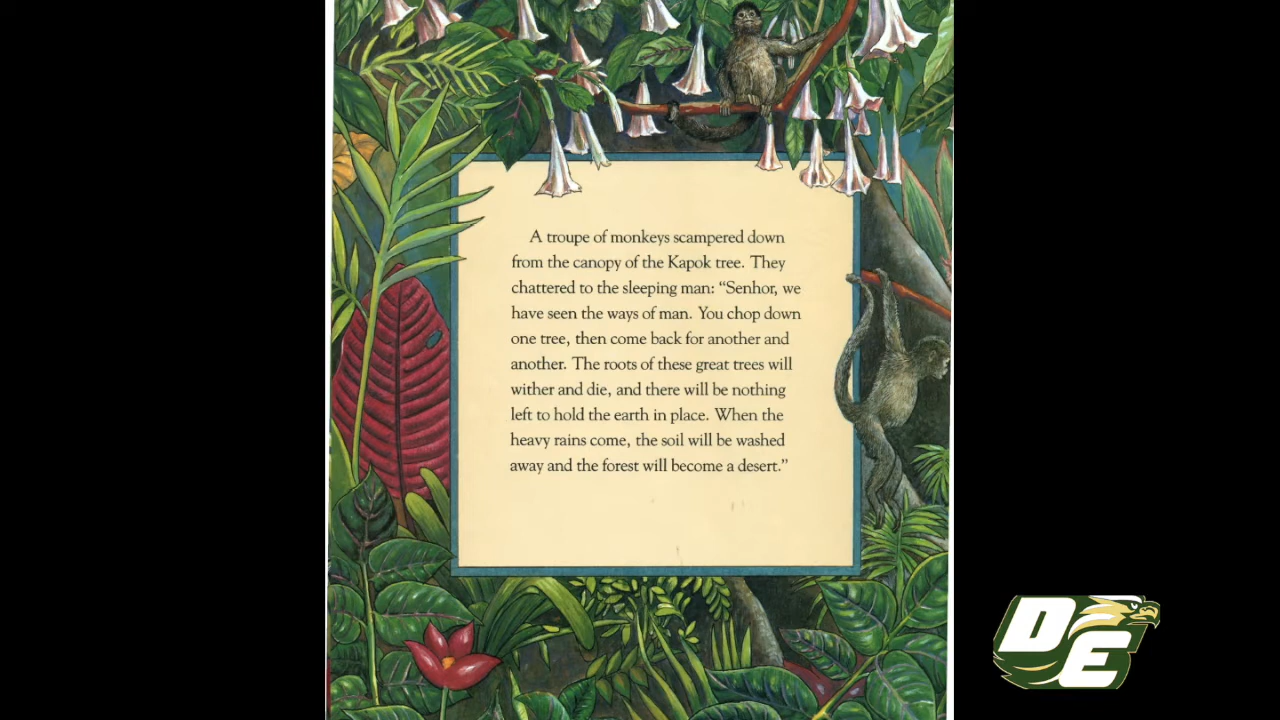 A troupe of monkeys scampered down
from the canopy of the Kapok tree. They
chattered to the sleeping man: “Senhor, we
have seen the ways of man. You chop down
one tree, then come back for another and
another. The roots of these great trees will
wither and die, and there will be nothing
left to hold the earth in place. When the
heavy rains come, the soil will be washed
away and the forest will become a desert.”
DE